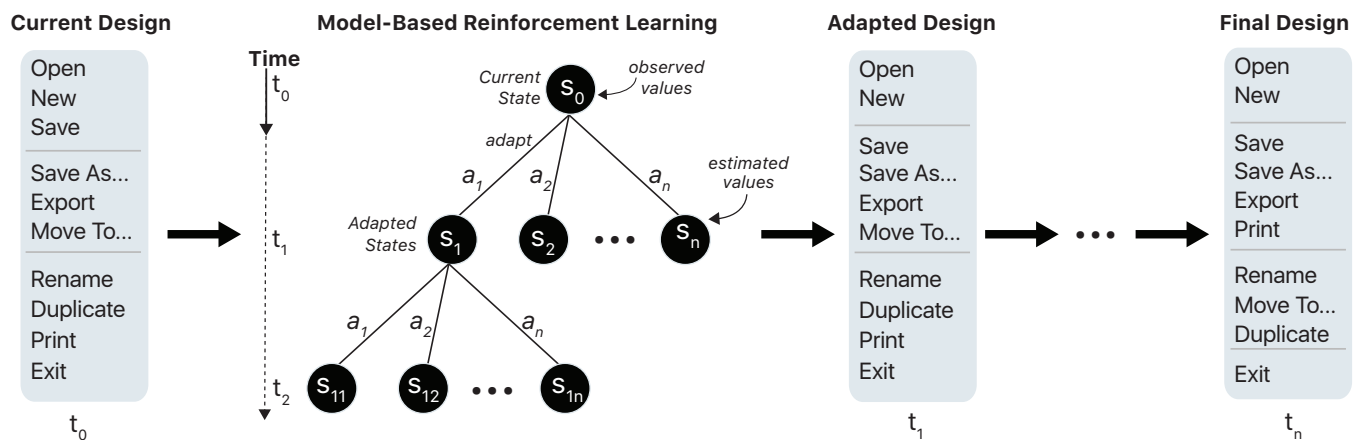 Current Design
Open
New
Save
Save As...
Export
Move To...
Rename
Duplicate
Print
Exit
t0
Model-Based Reinforcement Learning
Time
t0
t1
t2
Current
State
observed
values
s0
adapt
a1
a2
an
estimated
values
Adapted
States
s1
s2
•••
sn
a1
a2
an
s11
s12
•••
s1n
Adapted Design
Open
New
Save
Save As...
Export
Move To...
Rename
Duplicate
Print
Exit
t1
•••
Final Design
Open
New
Save
Save As...
Export
Print
Rename
Move To...
Duplicate
Exit
tn